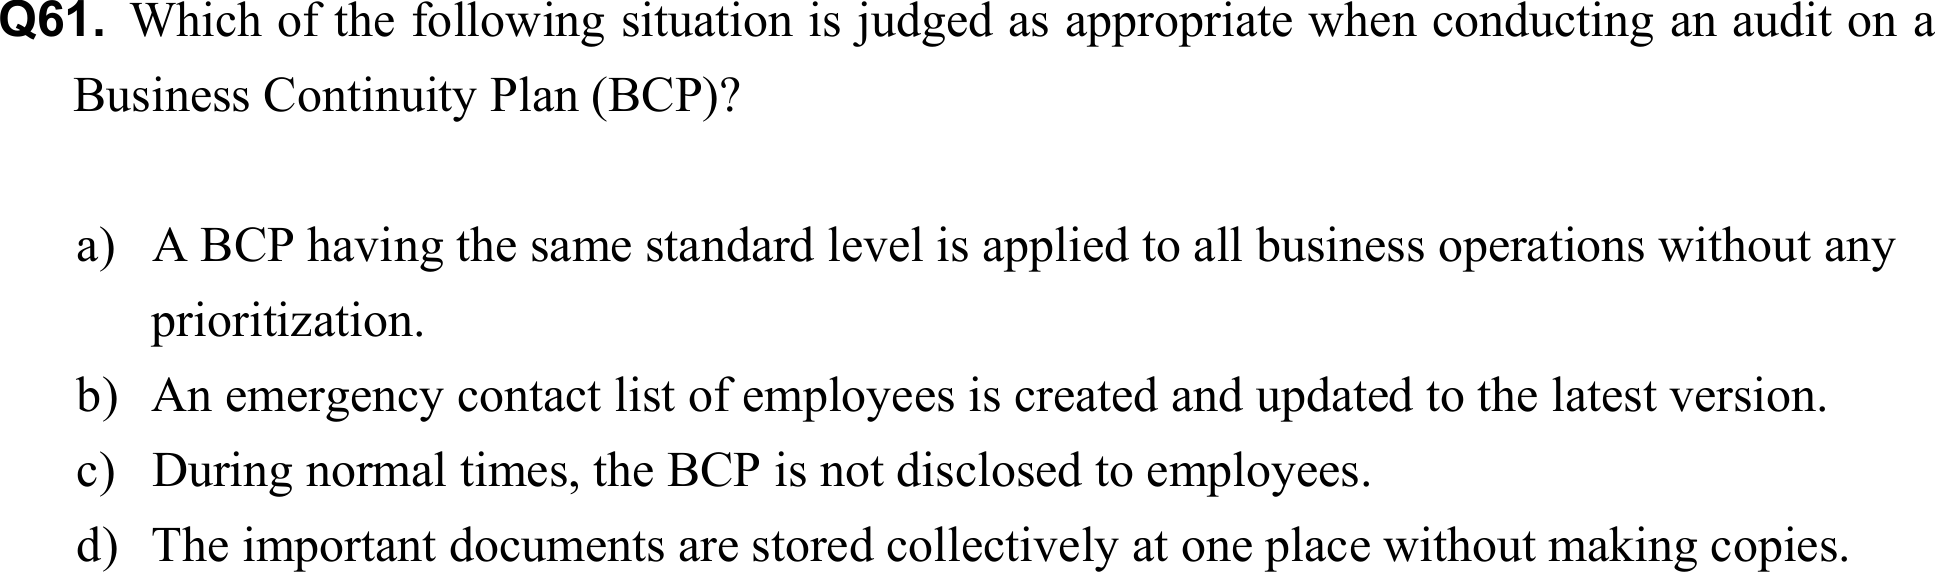 Q61. Which of the following situation is judged as appropriate when conducting an audit on a
Business Continuity Plan (BCP)?
a) A BCP having the same standard level is applied to all business operations without any
prioritization.
b) An emergency contact list of employees is created and updated to the latest version.
c) During normal times, the BCP is not disclosed to employees.
d) The important documents are stored collectively at one place without making copies.